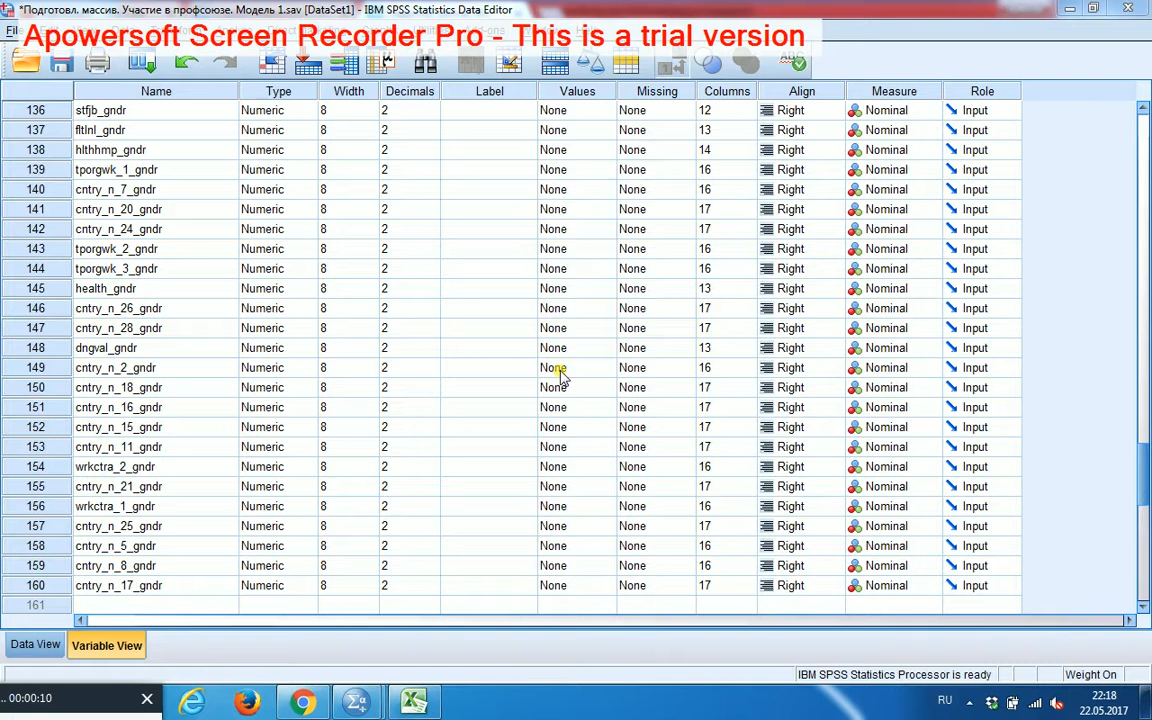 *Подготовл. массив. Участие в профсоюзе. Модель 1.sav [DataSet1] - IBM SPSS Statistics Data Editor
Apowersoft Screen Recorder Pro - This is a trial version
Name Type Width Decimals Label Values Missing Columns Align Measure Role
136 stfjb_gndr Numeric 8 2 None None 12 Right Nominal Input
137 fltlnl_gndr Numeric 8 2 None None 13 Right Nominal Input
138 hlthhmp_gndr Numeric 8 2 None None 14 Right Nominal Input
139 tporgwk_1_gndr Numeric 8 2 None None 16 Right Nominal Input
140 cntry_n_7_gndr Numeric 8 2 None None 16 Right Nominal Input
141 cntry_n_20_gndr Numeric 8 2 None None 17 Right Nominal Input
142 cntry_n_24_gndr Numeric 8 2 None None 17 Right Nominal Input
143 tporgwk_2_gndr Numeric 8 2 None None 16 Right Nominal Input
144 tporgwk_3_gndr Numeric 8 2 None None 16 Right Nominal Input
145 health_gndr Numeric 8 2 None None 13 Right Nominal Input
146 cntry_n_26_gndr Numeric 8 2 None None 17 Right Nominal Input
147 cntry_n_28_gndr Numeric 8 2 None None 17 Right Nominal Input
148 dngval_gndr Numeric 8 2 None None 13 Right Nominal Input
149 cntry_n_2_gndr Numeric 8 2 None None 16 Right Nominal Input
150 cntry_n_18_gndr Numeric 8 2 None None 17 Right Nominal Input
151 cntry_n_16_gndr Numeric 8 2 None None 17 Right Nominal Input
152 cntry_n_15_gndr Numeric 8 2 None None 17 Right Nominal Input
153 cntry_n_11_gndr Numeric 8 2 None None 17 Right Nominal Input
154 wrkctra_2_gndr Numeric 8 2 None None 16 Right Nominal Input
155 cntry_n_21_gndr Numeric 8 2 None None 17 Right Nominal Input
156 wrkctra_1_gndr Numeric 8 2 None None 16 Right Nominal Input
157 cntry_n_25_gndr Numeric 8 2 None None 17 Right Nominal Input
158 cntry_n_5_gndr Numeric 8 2 None None 16 Right Nominal Input
159 cntry_n_8_gndr Numeric 8 2 None None 16 Right Nominal Input
160 cntry_n_17_gndr Numeric 8 2 None None 17 Right Nominal Input
161
Data View Variable View
IBM SPSS Statistics Processor is ready Weight On
.. 00:00:10 RU 22:18
22.05.2017